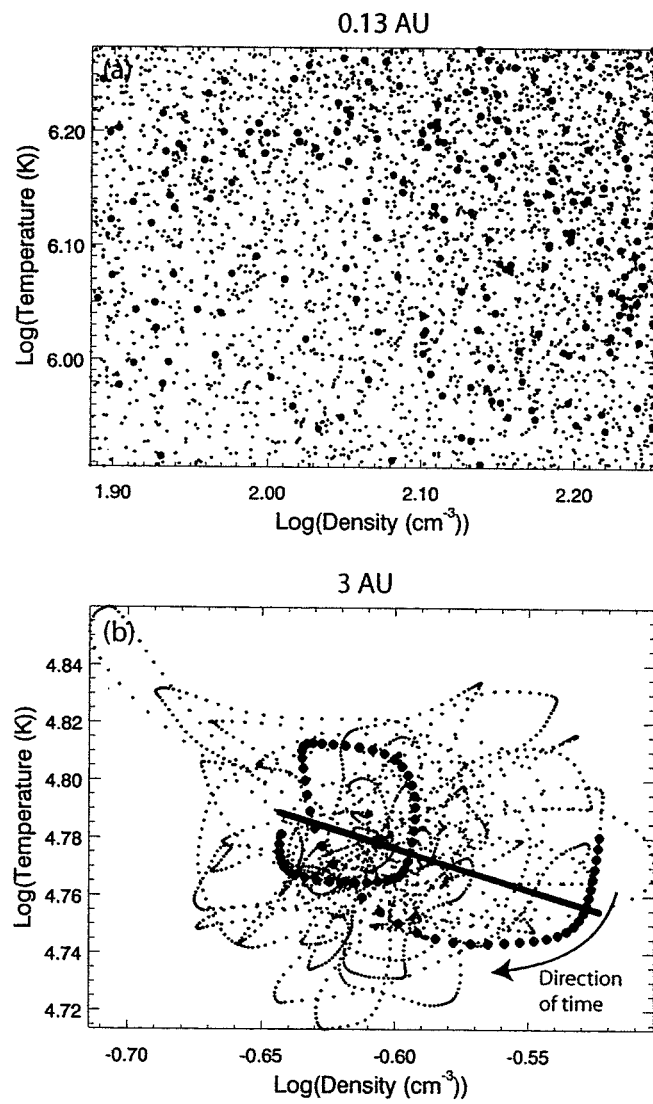 0.13 AU
(a)
Log(Temperature (K))
6.20
6.10
6.00
1.90 2.00 2.10 2.20
Log(Density (cm⁻³))
3 AU
(b)
Log(Temperature (K))
4.84
4.82
4.80
4.78
4.76
4.74
4.72
Direction
of time
-0.70 -0.65 -0.60 -0.55
Log(Density (cm⁻³))